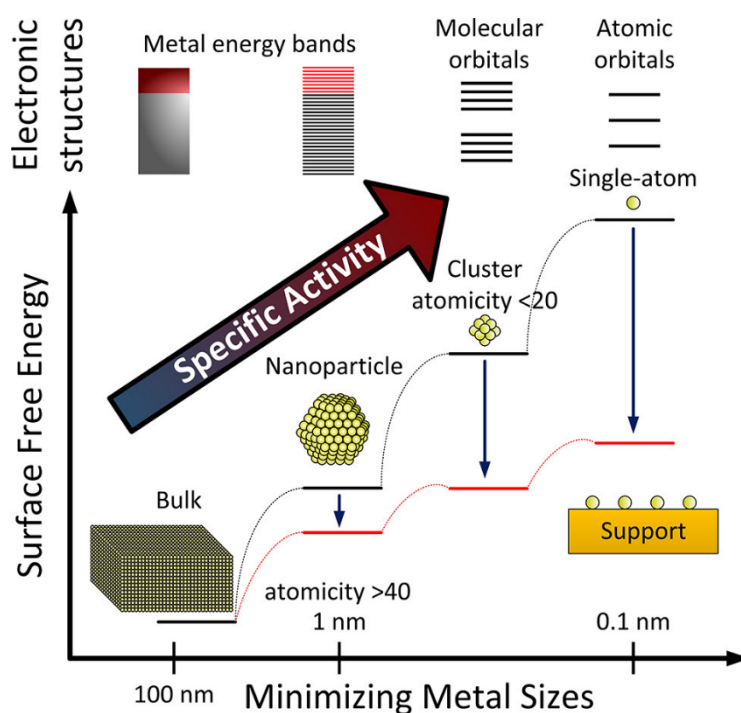 Electronic
structures
Metal energy bands
Molecular
orbitals
Atomic
orbitals
Single-atom
Specific Activity
Cluster
atomicity <20
Nanoparticle
Bulk
Support
atomicity >40
Surface Free Energy
1 nm
0.1 nm
100 nm
Minimizing Metal Sizes